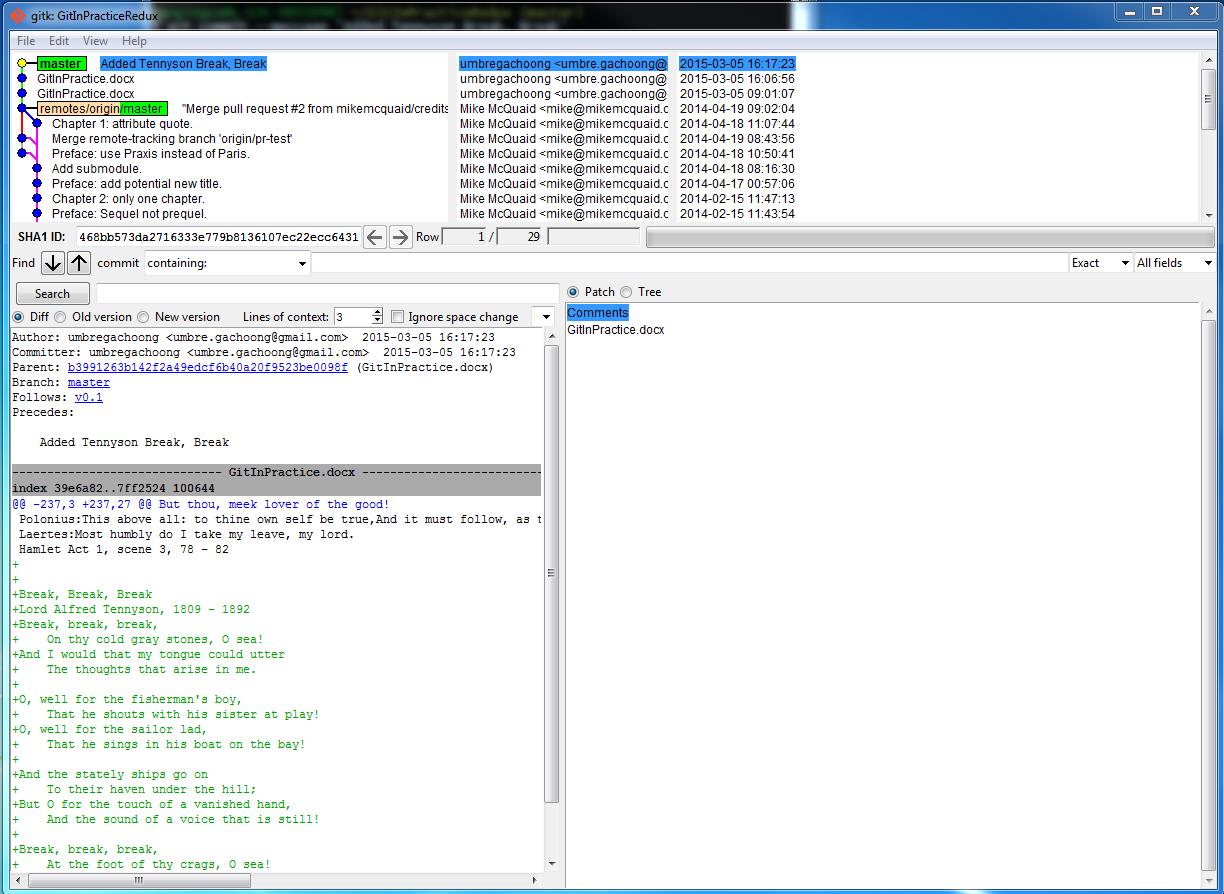 gitk: GitInPracticeRedux
File Edit View Help
master Added Tennyson Break, Break umbregachoong <umbre.gachoong@ 2015-03-05 16:17:23
GitInPractice.docx umbregachoong <umbre.gachoong@ 2015-03-05 16:06:56
GitInPractice.docx umbregachoong <umbre.gachoong@ 2015-03-05 09:01:07
remotes/origin/master "Merge pull request #2 from mikemcquaid/credits Mike McQuaid <mike@mikemcquaid.c 2014-04-19 09:02:04
Chapter 1: attribute quote. Mike McQuaid <mike@mikemcquaid.c 2014-04-18 11:07:44
Merge remote-tracking branch 'origin/pr-test' Mike McQuaid <mike@mikemcquaid.c 2014-04-19 08:43:56
Preface: use Praxis instead of Paris. Mike McQuaid <mike@mikemcquaid.c 2014-04-18 10:50:41
Add submodule. Mike McQuaid <mike@mikemcquaid.c 2014-04-18 08:16:30
Preface: add potential new title. Mike McQuaid <mike@mikemcquaid.c 2014-04-17 00:57:06
Chapter 2: only one chapter. Mike McQuaid <mike@mikemcquaid.c 2014-02-15 11:47:13
Preface: Sequel not prequel. Mike McQuaid <mike@mikemcquaid.c 2014-02-15 11:43:54
SHA1 ID: 468bb573da2716333e779b8136107ec22ecc6431 Row 1 / 29
Find commit containing: Exact All fields
Search
Patch Tree
Diff Old version New version Lines of context: 3 Ignore space change
Comments
GitInPractice.docx
Author: umbregachoong <umbre.gachoong@gmail.com> 2015-03-05 16:17:23
Committer: umbregachoong <umbre.gachoong@gmail.com> 2015-03-05 16:17:23
Parent: b3991263b142f2a49edcf6b40a20f9523be0098f (GitInPractice.docx)
Branch: master
Follows: v0.1
Precedes:
Added Tennyson Break, Break
------------------------------ GitInPractice.docx --------------------------
index 39e6a82..7ff2524 100644
@@ -237,3 +237,27 @@ But thou, meek lover of the good!
Polonius:This above all: to thine own self be true,And it must follow, as t
Laertes:Most humbly do I take my leave, my lord.
Hamlet Act 1, scene 3, 78 - 82
+
+
+Break, Break, Break
+Lord Alfred Tennyson, 1809 - 1892
+Break, break, break,
+    On thy cold gray stones, O sea!
+And I would that my tongue could utter
+    The thoughts that arise in me.
+
+O, well for the fisherman's boy,
+    That he shouts with his sister at play!
+O, well for the sailor lad,
+    That he sings in his boat on the bay!
+
+And the stately ships go on
+    To their haven under the hill;
+But O for the touch of a vanished hand,
+    And the sound of a voice that is still!
+
+Break, break, break,
+    At the foot of thy crags, O sea!